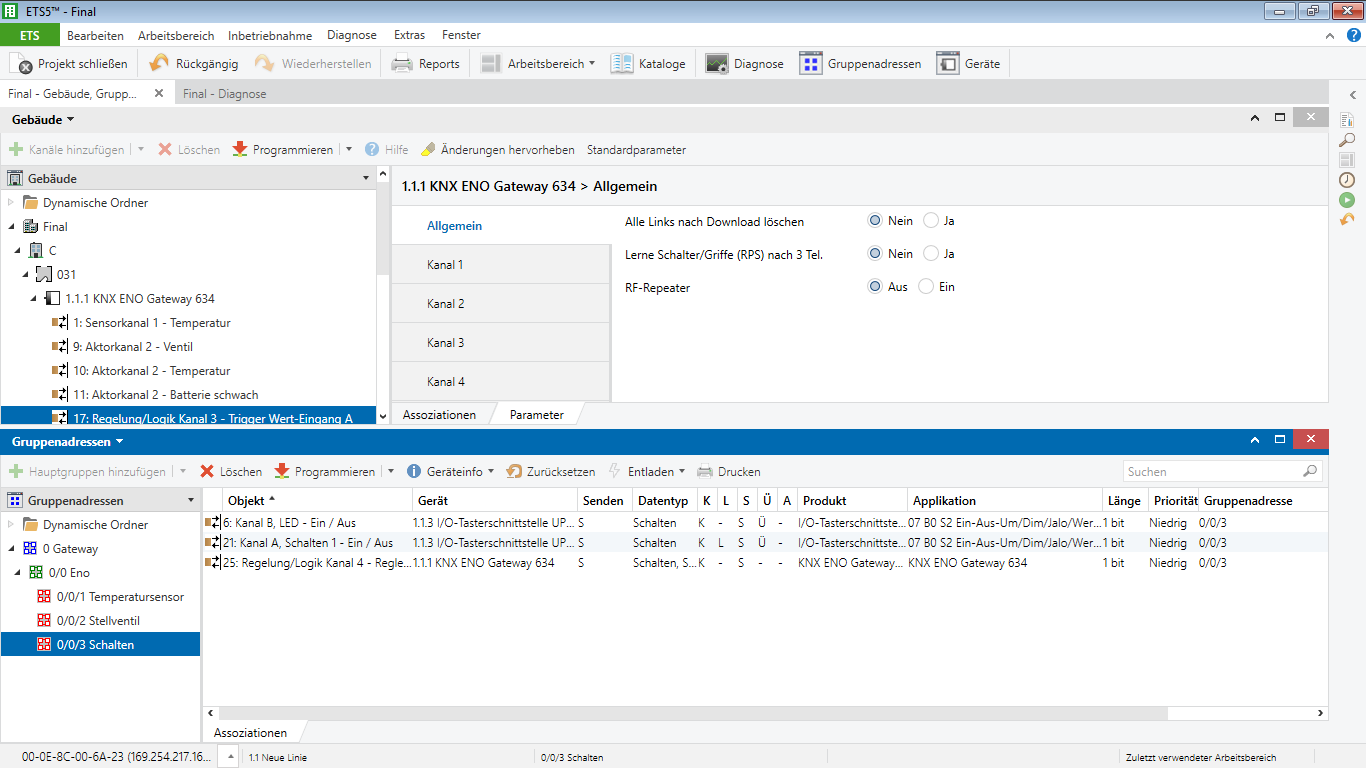 ETS5™ - Final
ETS Bearbeiten Arbeitsbereich Inbetriebnahme Diagnose Extras Fenster
Projekt schließen Rückgängig Wiederherstellen Reports Arbeitsbereich Kataloge Diagnose Gruppenadressen Geräte
Final - Gebäude, Grupp... Final - Diagnose
Gebäude
Kanäle hinzufügen Löschen Programmieren Hilfe Änderungen hervorheben Standardparameter
Gebäude
Dynamische Ordner
Final
C
031
1.1.1 KNX ENO Gateway 634
1: Sensorkanal 1 - Temperatur
9: Aktorkanal 2 - Ventil
10: Aktorkanal 2 - Temperatur
11: Aktorkanal 2 - Batterie schwach
17: Regelung/Logik Kanal 3 - Trigger Wert-Eingang A
1.1.1 KNX ENO Gateway 634 > Allgemein
Allgemein
Kanal 1
Kanal 2
Kanal 3
Kanal 4
Alle Links nach Download löschen Nein Ja
Lerne Schalter/Griffe (RPS) nach 3 Tel. Nein Ja
RF-Repeater Aus Ein
Assoziationen Parameter
Gruppenadressen
Hauptgruppen hinzufügen Löschen Programmieren Geräteinfo Zurücksetzen Entladen Drucken Suchen
Gruppenadressen
Dynamische Ordner
0 Gateway
0/0 Eno
0/0/1 Temperatursensor
0/0/2 Stellventil
0/0/3 Schalten
Objekt Gerät Senden Datentyp K L S Ü A Produkt Applikation Länge Priorität Gruppenadresse
6: Kanal B, LED - Ein / Aus 1.1.3 I/O-Tasterschnittstelle UP... S Schalten K - S Ü - I/O-Tasterschnittste... 07 B0 S2 Ein-Aus-Um/Dim/Jalo/Wer... 1 bit Niedrig 0/0/3
21: Kanal A, Schalten 1 - Ein / Aus 1.1.3 I/O-Tasterschnittstelle UP... S Schalten K L S Ü - I/O-Tasterschnittste... 07 B0 S2 Ein-Aus-Um/Dim/Jalo/Wer... 1 bit Niedrig 0/0/3
25: Regelung/Logik Kanal 4 - Regle... 1.1.1 KNX ENO Gateway 634 S Schalten, S... K - S - - KNX ENO Gateway... KNX ENO Gateway 634 1 bit Niedrig 0/0/3
Assoziationen
00-0E-8C-00-6A-23 (169.254.217.16... 1.1 Neue Linie 0/0/3 Schalten Zuletzt verwendeter Arbeitsbereich